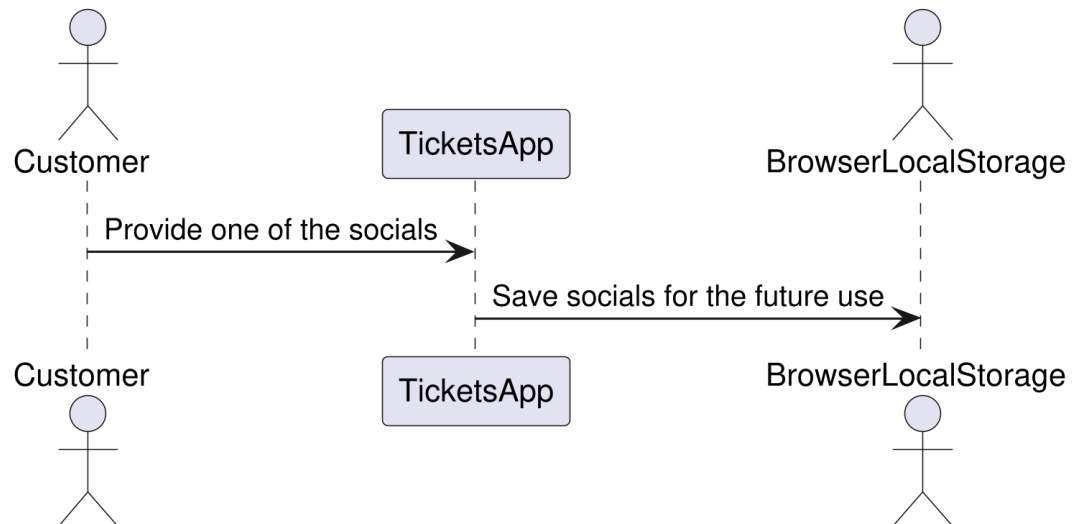 Customer
TicketsApp
BrowserLocalStorage
Provide one of the socials
Save socials for the future use
Customer
TicketsApp
BrowserLocalStorage